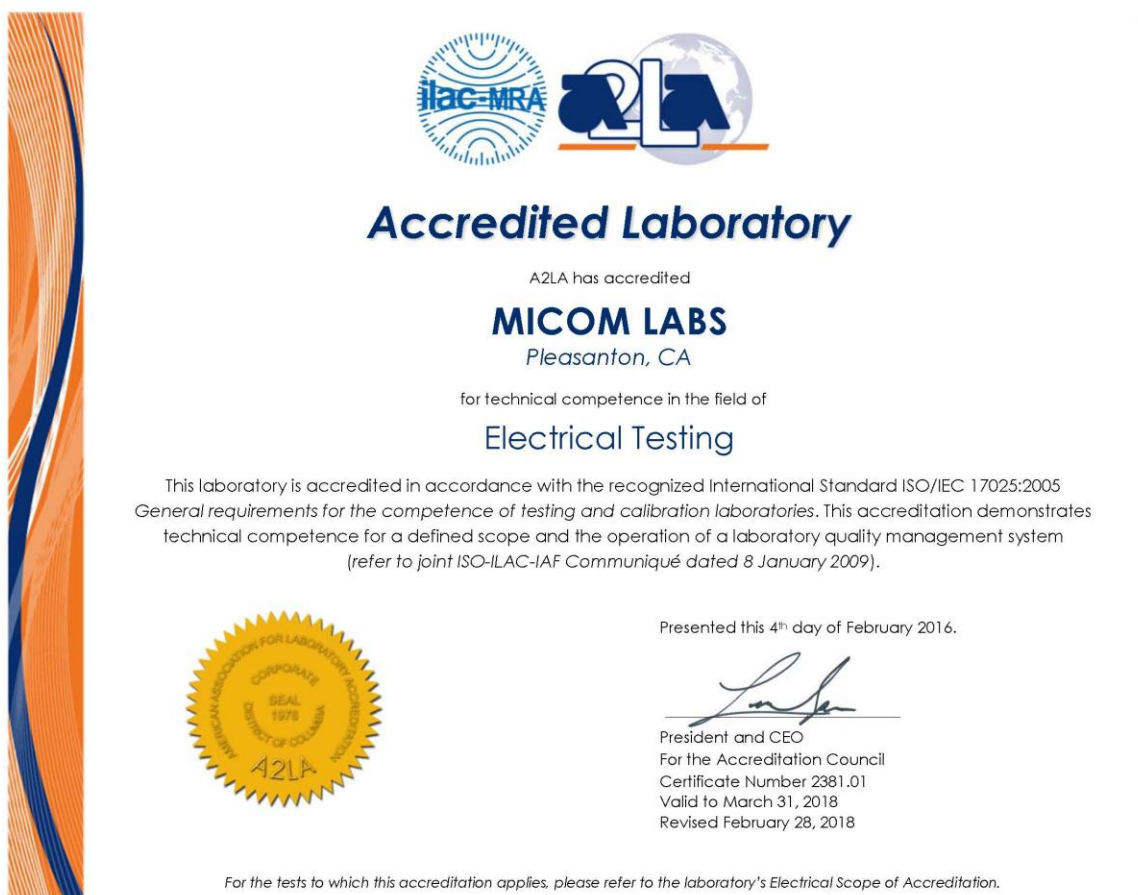 ilac-MRA
A2LA
Accredited Laboratory
A2LA has accredited
MICOM LABS
Pleasanton, CA
for technical competence in the field of
Electrical Testing
This laboratory is accredited in accordance with the recognized International Standard ISO/IEC 17025:2005
General requirements for the competence of testing and calibration laboratories. This accreditation demonstrates
technical competence for a defined scope and the operation of a laboratory quality management system
(refer to joint ISO-ILAC-IAF Communiqué dated 8 January 2009).
AMERICAN ASSOCIATION FOR LABORATORY ACCREDITATION
CORPORATE
SEAL
1978
DISTRICT OF COLUMBIA
A2LA
Presented this 4th day of February 2016.
President and CEO
For the Accreditation Council
Certificate Number 2381.01
Valid to March 31, 2018
Revised February 28, 2018
For the tests to which this accreditation applies, please refer to the laboratory's Electrical Scope of Accreditation.